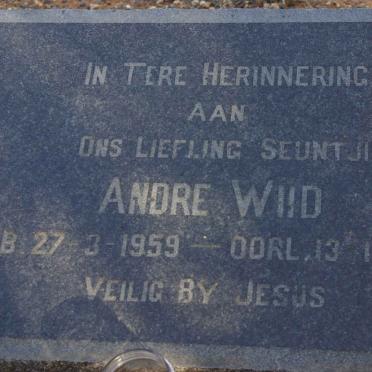 IN TERE HERINNERING
AAN
ONS LIEFLING SEUNTJI
ANDRE WIID
B. 27-3-1959 — OORL. 13
VEILIG BY JESUS